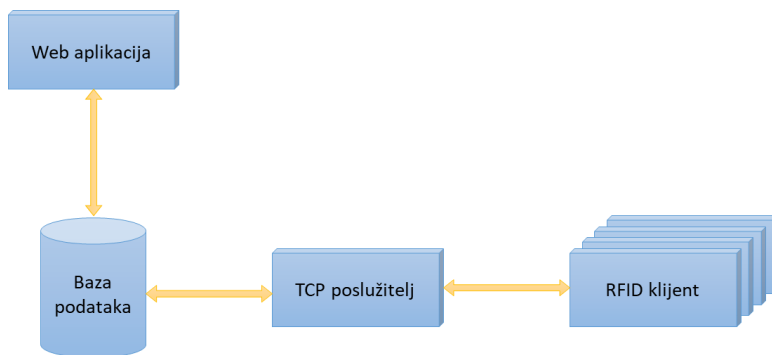 Web aplikacija
Baza
podataka
TCP poslužitelj
RFID klijent